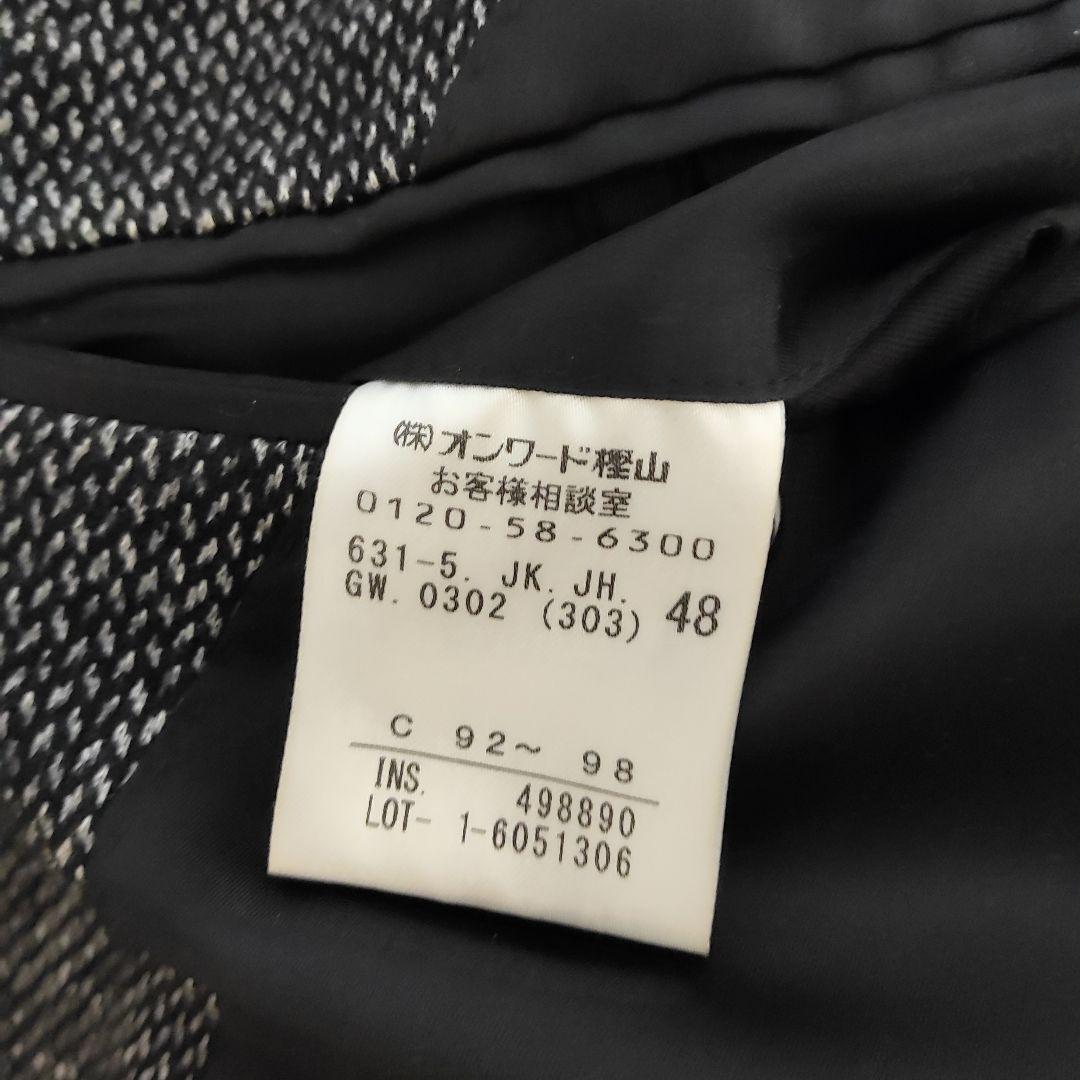 (株)オンワード樫山
お客様相談室
0120-58-6300
631-5. JK. JH.
GW. 0302 (303) 48
C 92～ 98
INS. 498890
LOT- 1-6051306